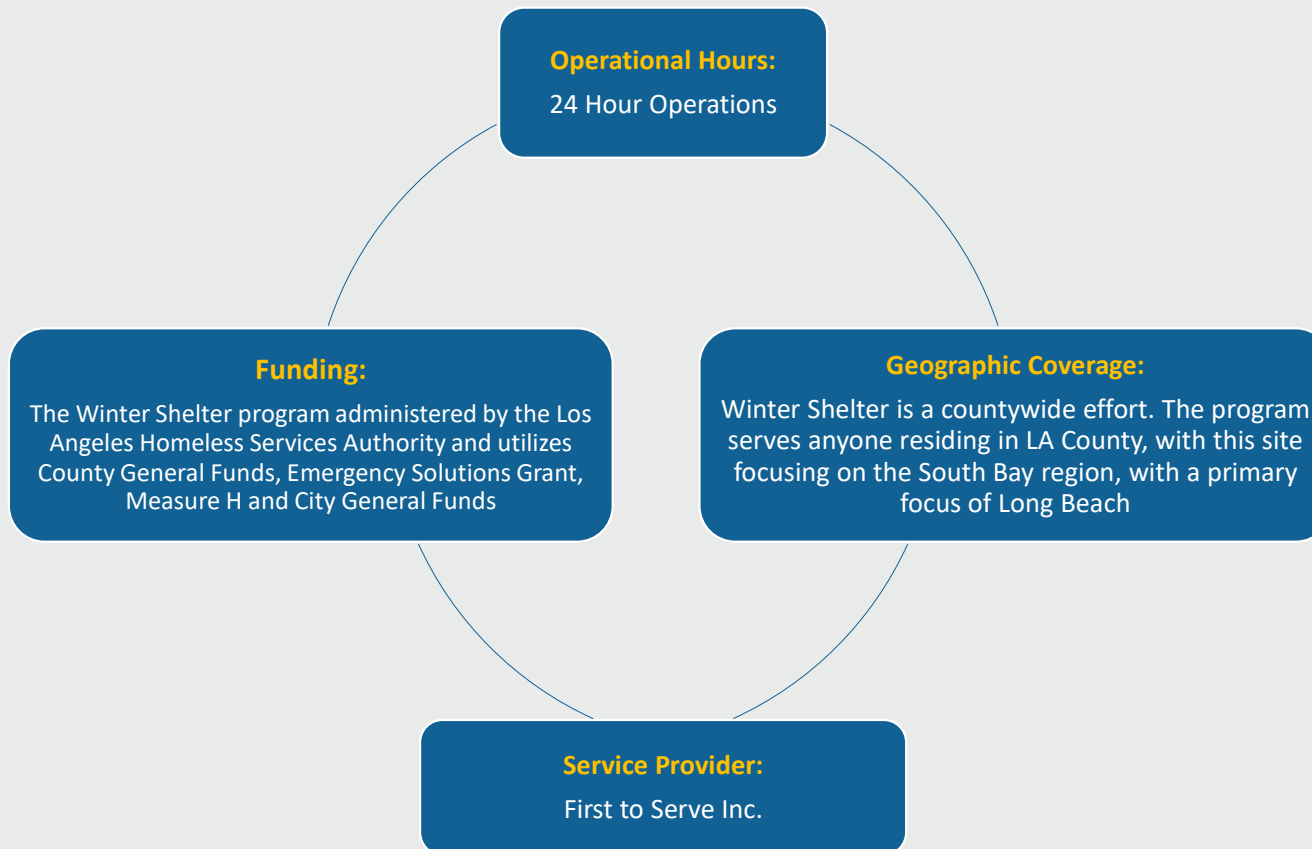 Operational Hours:
24 Hour Operations
Funding:
The Winter Shelter program administered by the Los
Angeles Homeless Services Authority and utilizes
County General Funds, Emergency Solutions Grant,
Measure H and City General Funds
Geographic Coverage:
Winter Shelter is a countywide effort. The program
serves anyone residing in LA County, with this site
focusing on the South Bay region, with a primary
focus of Long Beach
Service Provider:
First to Serve Inc.